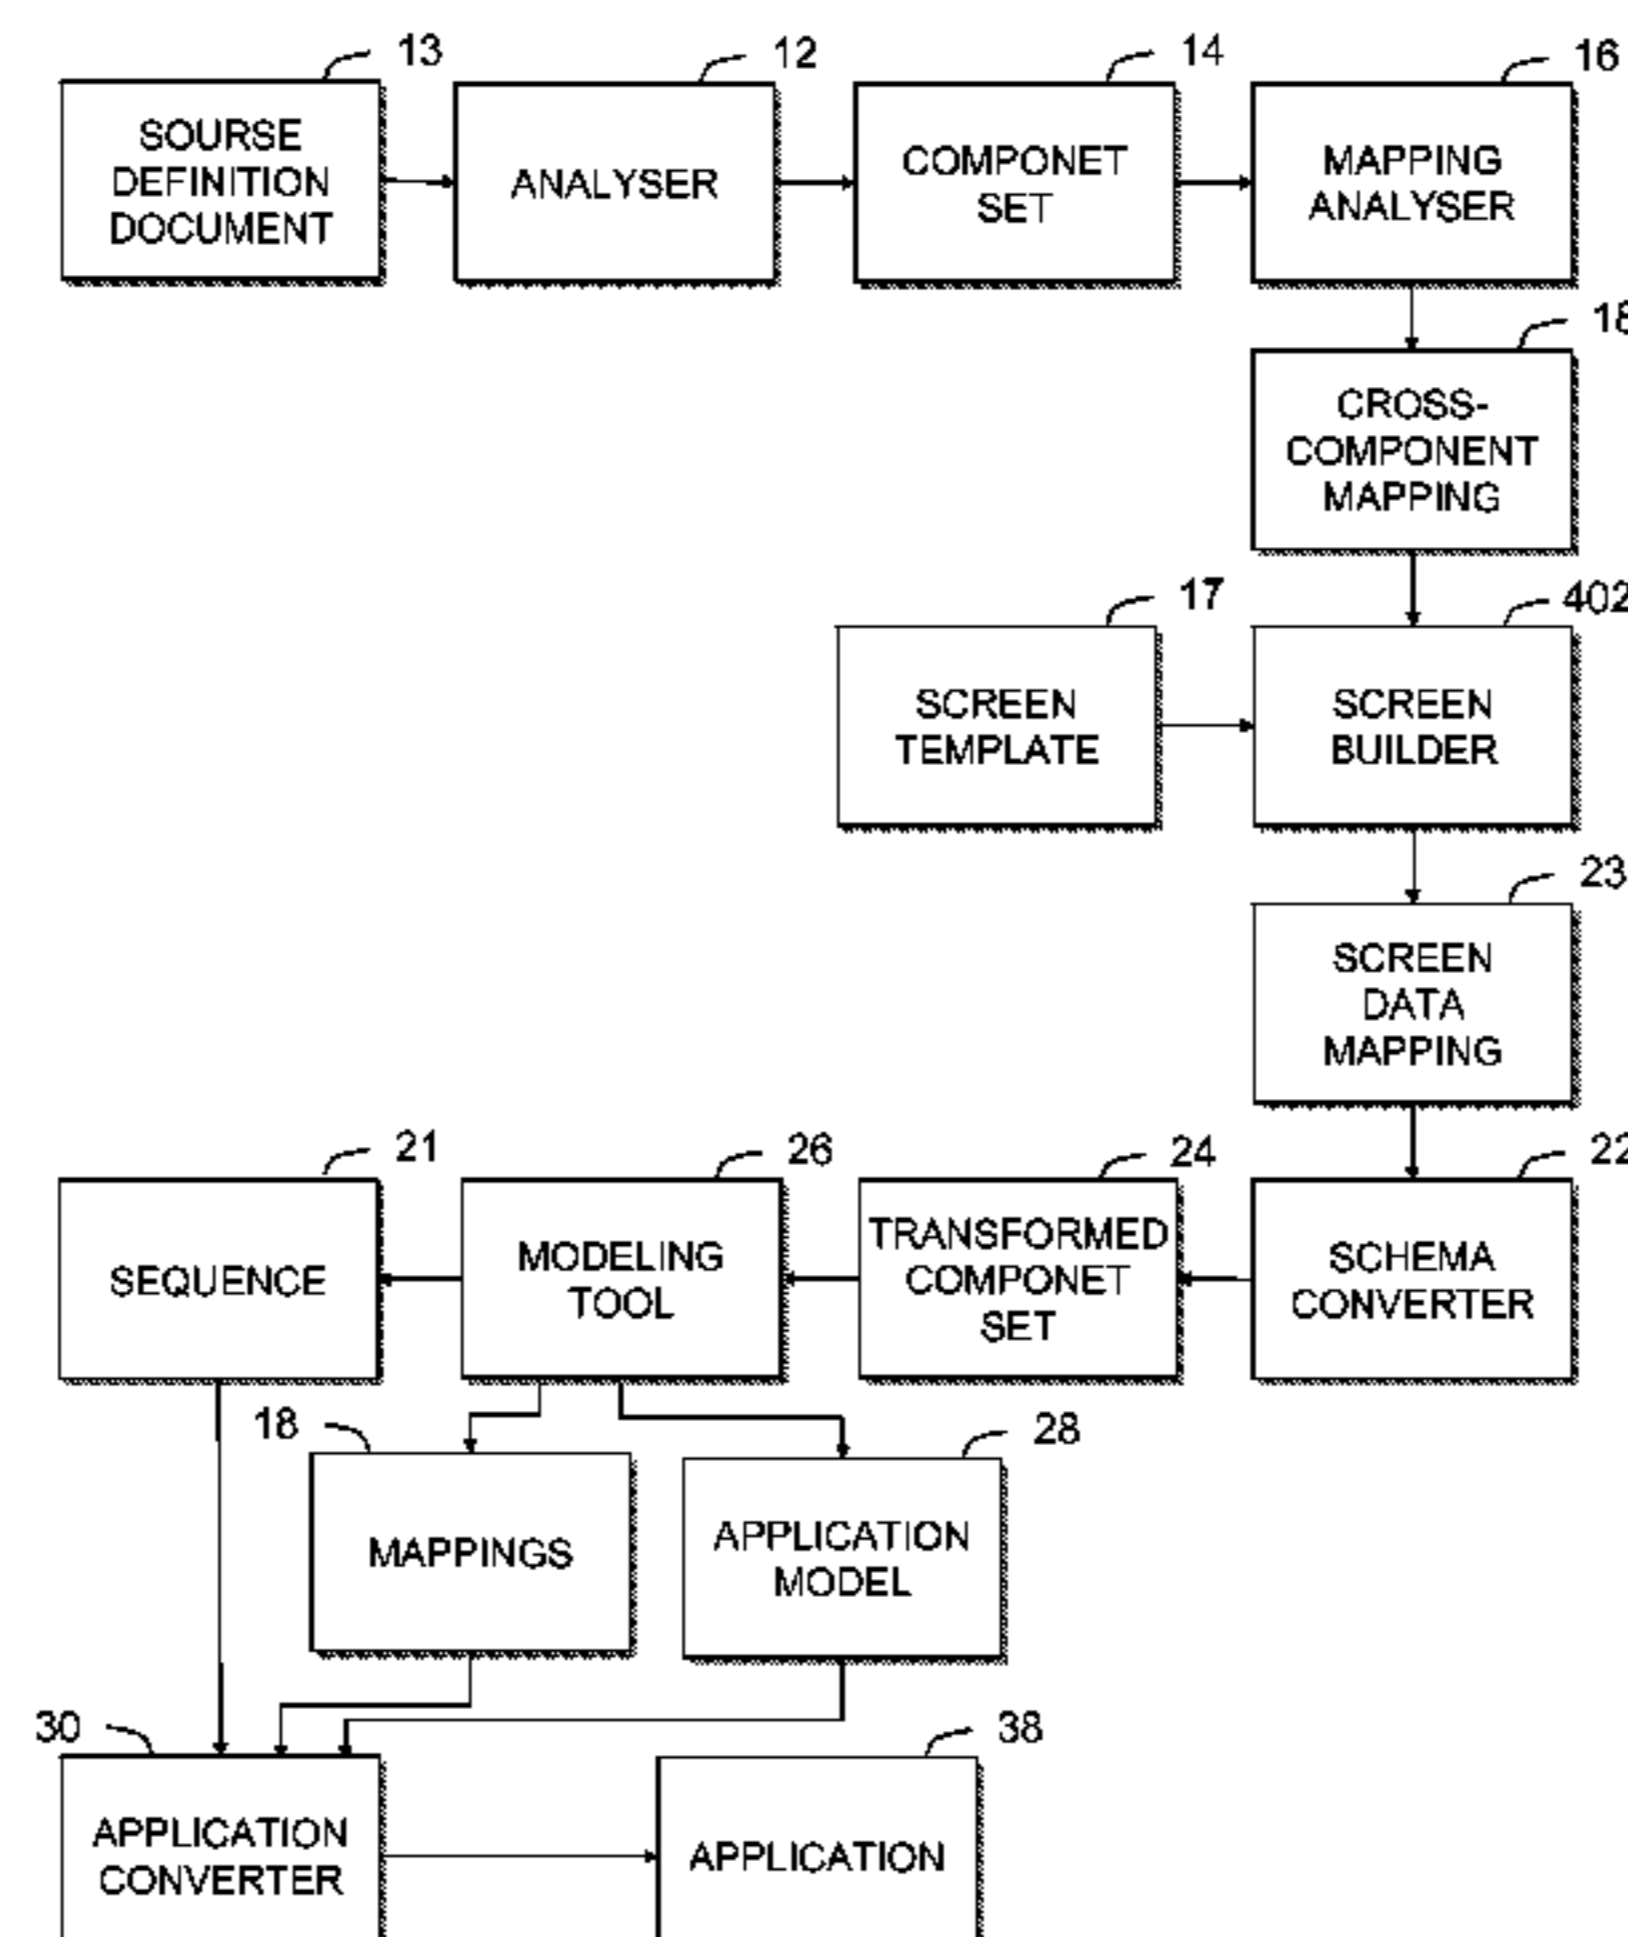 13
12
14
16
SOURSE
DEFINITION
DOCUMENT
ANALYSER
COMPONET
SET
MAPPING
ANALYSER
18
CROSS-
COMPONENT
MAPPING
17
402
SCREEN
TEMPLATE
SCREEN
BUILDER
23
SCREEN
DATA
MAPPING
21
26
24
22
SEQUENCE
MODELING
TOOL
TRANSFORMED
COMPONET
SET
SCHEMA
CONVERTER
18
28
MAPPINGS
APPLICATION
MODEL
30
38
APPLICATION
CONVERTER
APPLICATION